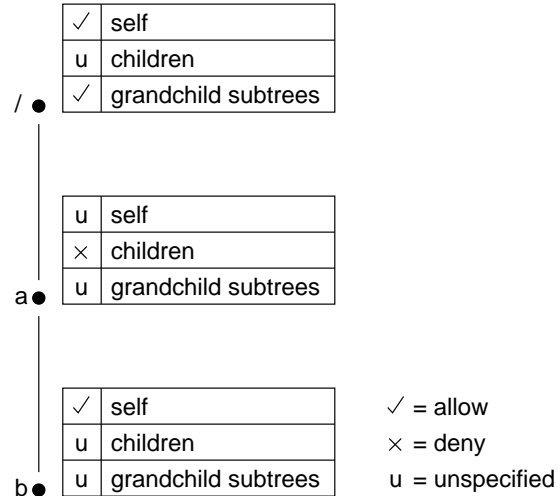 ✓ self
u children
/ ✓ grandchild subtrees
u self
× children
a u grandchild subtrees
✓ self ✓ = allow
u children × = deny
b u grandchild subtrees u = unspecified